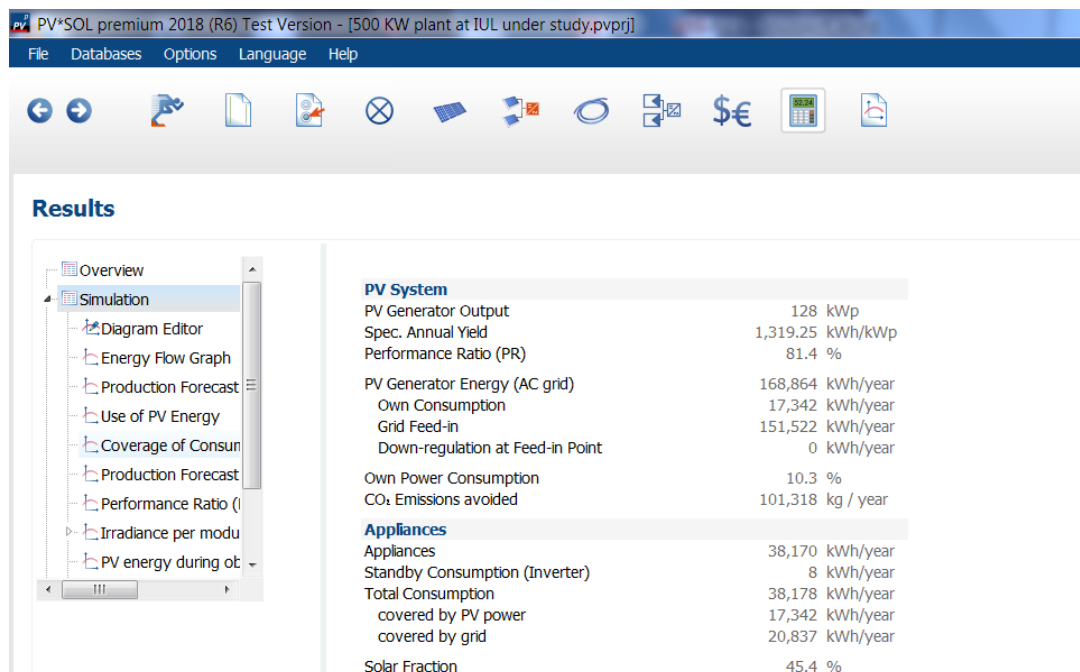 PV*SOL premium 2018 (R6) Test Version - [500 KW plant at IUL under study.pvprj]
File Databases Options Language Help
52.24
Results
Overview
Simulation
Diagram Editor
Energy Flow Graph
Production Forecast
Use of PV Energy
Coverage of Consum
Production Forecast
Performance Ratio (
Irradiance per modu
PV energy during ob
PV System
PV Generator Output 128 kWp
Spec. Annual Yield 1,319.25 kWh/kWp
Performance Ratio (PR) 81.4 %
PV Generator Energy (AC grid) 168,864 kWh/year
Own Consumption 17,342 kWh/year
Grid Feed-in 151,522 kWh/year
Down-regulation at Feed-in Point 0 kWh/year
Own Power Consumption 10.3 %
CO₂ Emissions avoided 101,318 kg / year
Appliances
Appliances 38,170 kWh/year
Standby Consumption (Inverter) 8 kWh/year
Total Consumption 38,178 kWh/year
covered by PV power 17,342 kWh/year
covered by grid 20,837 kWh/year
Solar Fraction 45.4 %